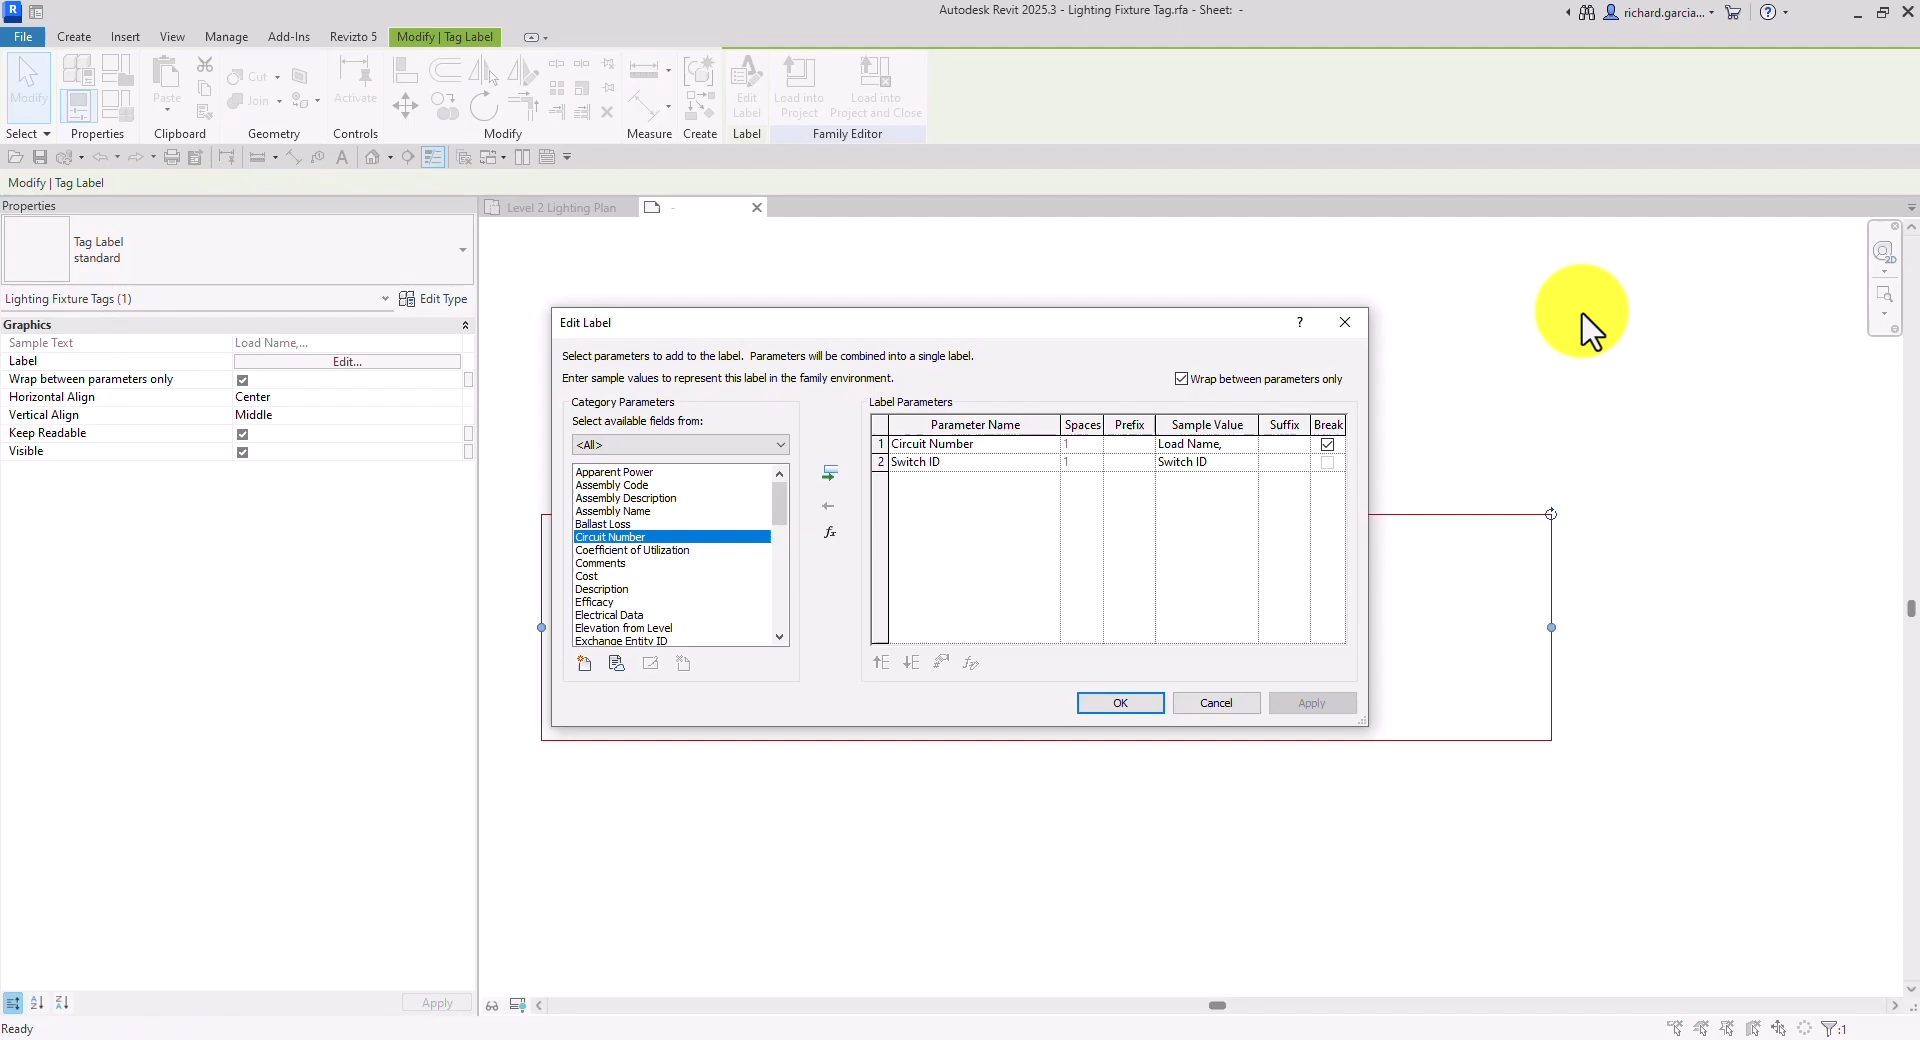 Autodesk Revit 2025.3 - Lighting Fixture Tag.rfa - Sheet: -
richard.garcia...
File Create Insert View Manage Add-Ins Revizto 5 Modify | Tag Label
Modify
Paste
Cut
Join
Activate
Edit
Label
Load into
Project
Load into
Project and Close
Select Properties Clipboard Geometry Controls Modify Measure Create Label Family Editor
Modify | Tag Label
Properties
Level 2 Lighting Plan
-
Tag Label
standard
Lighting Fixture Tags (1)
Edit Type
Graphics
Sample Text Load Name,...
Label Edit...
Wrap between parameters only
Horizontal Align Center
Vertical Align Middle
Keep Readable
Visible
2D
Edit Label
Select parameters to add to the label. Parameters will be combined into a single label.
Enter sample values to represent this label in the family environment.
Wrap between parameters only
Category Parameters
Select available fields from:
<All>
Apparent Power
Assembly Code
Assembly Description
Assembly Name
Ballast Loss
Circuit Number
Coefficient of Utilization
Comments
Cost
Description
Efficacy
Electrical Data
Elevation from Level
Exchange Entity ID
Label Parameters
Parameter Name Spaces Prefix Sample Value Suffix Break
1 Circuit Number 1 Load Name,
2 Switch ID 1 Switch ID
OK Cancel Apply
Apply
Ready
:1